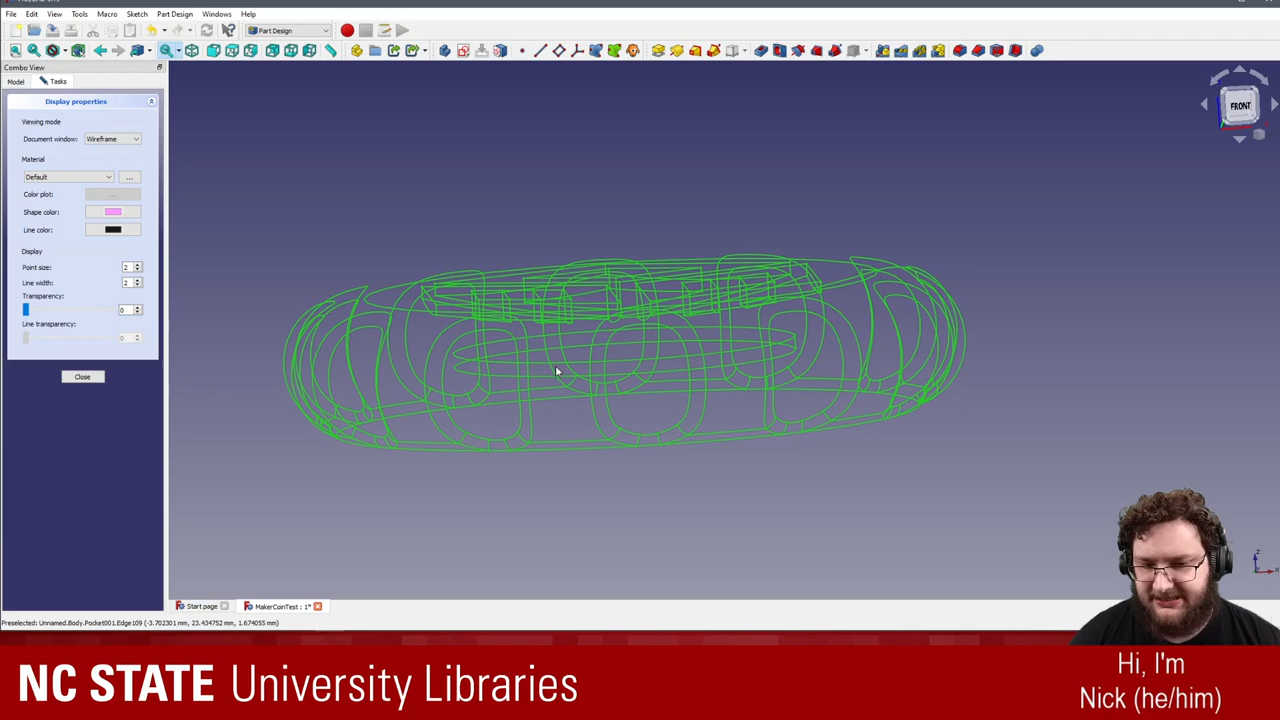 File Edit View Tools Macro Sketch Part Design Windows Help
Part Design
Combo View
Model Tasks
Display properties
Viewing mode
Document window: Wireframe
Material
Default ...
Color plot: ...
Shape color:
Line color:
Display
Point size: 2
Line width: 2
Transparency:
0
Line transparency:
0
Close
FRONT
Z
X
Start page MakerCoinTest : 1*
Preselected: Unnamed.Body.Pocket001.Edge109 (-3.702301 mm, 23.434752 mm, 1.674055 mm)
NC STATE University Libraries
Hi, I'm
Nick (he/him)